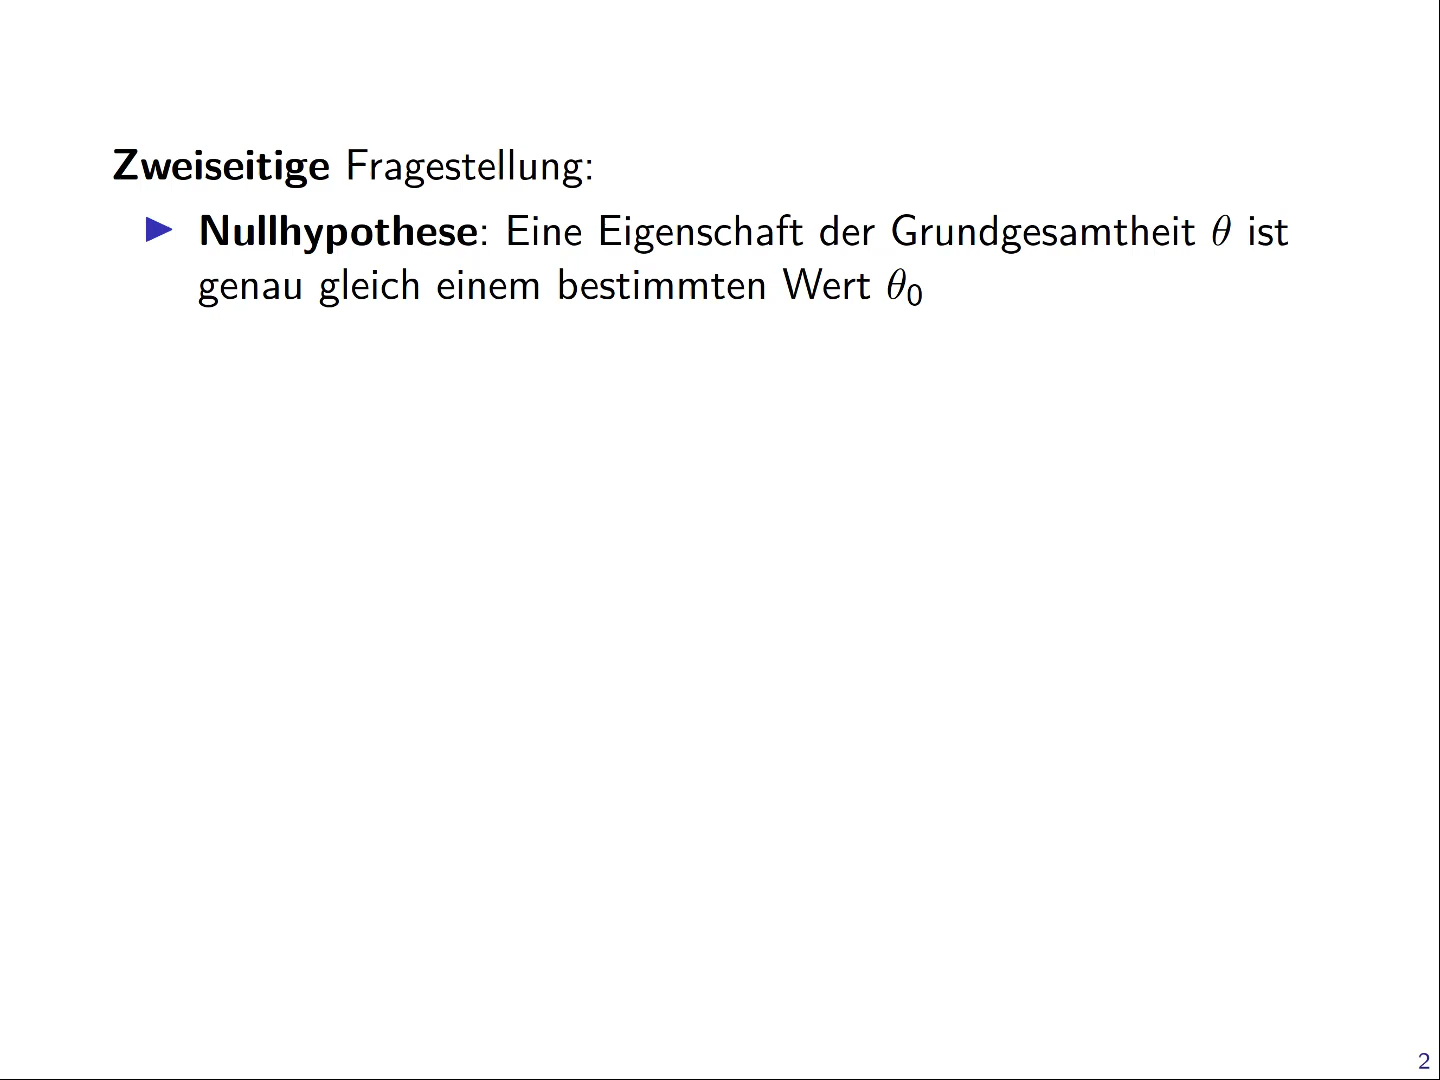 Zweiseitige Fragestellung:
▶ Nullhypothese: Eine Eigenschaft der Grundgesamtheit θ ist
genau gleich einem bestimmten Wert θ₀
2